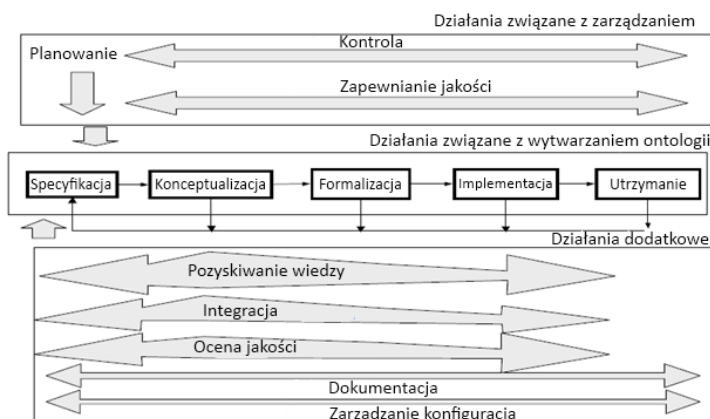 Działania związane z zarządzaniem
Kontrola
Planowanie
Zapewnianie jakości
Działania związane z wytwarzaniem ontologii
Specyfikacja
Konceptualizacja
Formalizacja
Implementacja
Utrzymanie
Działania dodatkowe
Pozyskiwanie wiedzy
Integracja
Ocena jakości
Dokumentacja
Zarządzanie konfiguracją